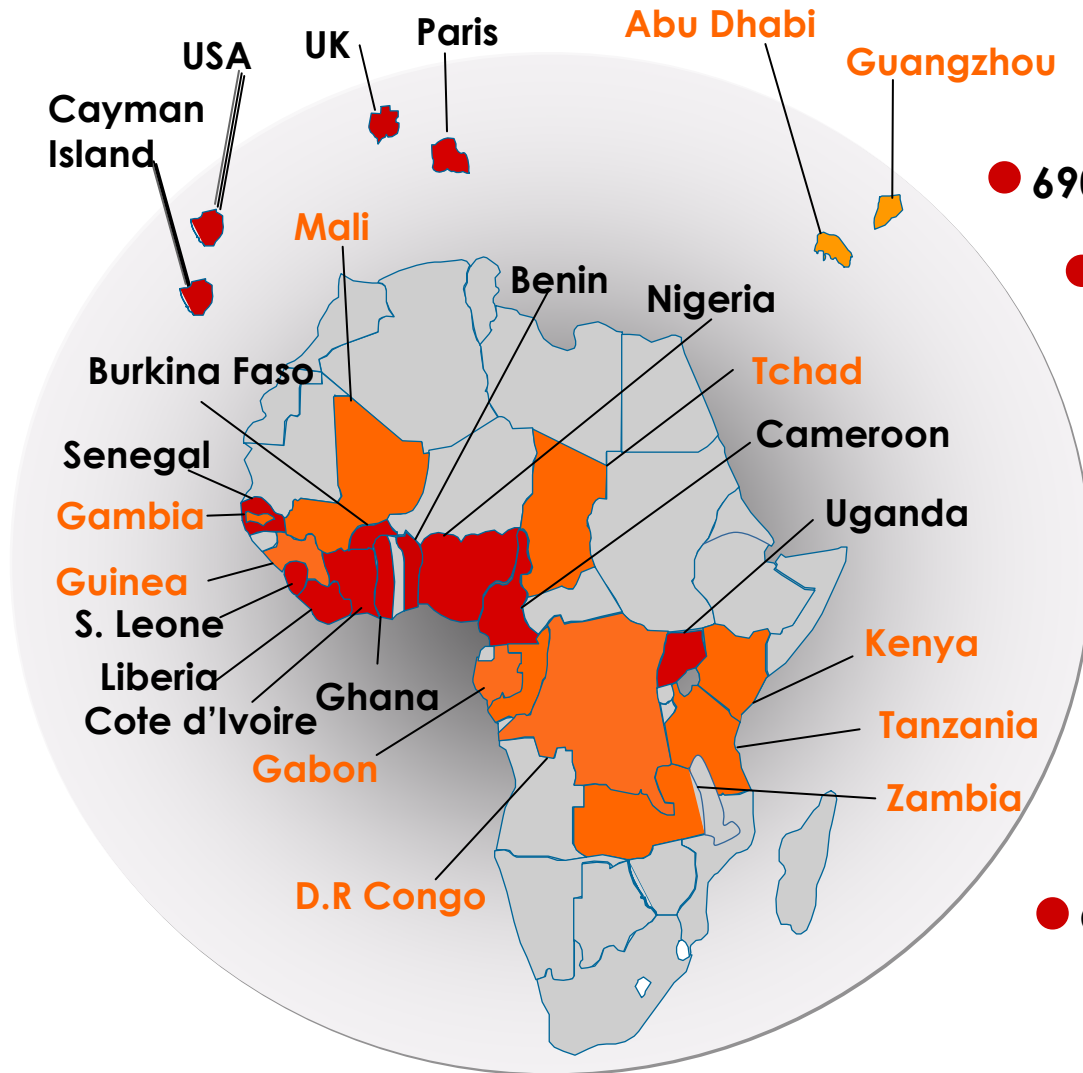 USA
UK
Paris
Abu Dhabi
Guangzhou
Cayman
Island
690
Mali
Benin
Nigeria
Burkina Faso
Tchad
Cameroon
Senegal
Gambia
Uganda
Guinea
S. Leone
Liberia
Cote d’Ivoire
Ghana
Kenya
Gabon
Tanzania
Zambia
D.R Congo